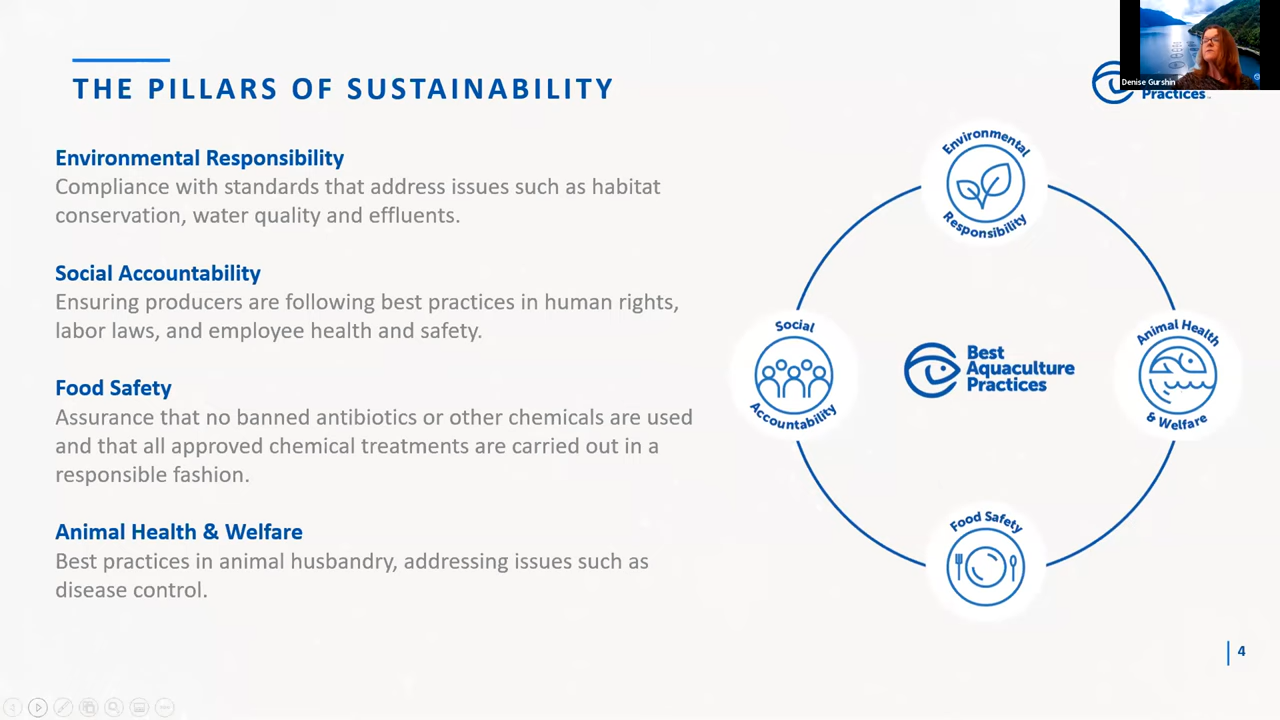 Denise Gurshin
Practices
THE PILLARS OF SUSTAINABILITY
Environmental Responsibility
Compliance with standards that address issues such as habitat
conservation, water quality and effluents.
Social Accountability
Ensuring producers are following best practices in human rights,
labor laws, and employee health and safety.
Food Safety
Assurance that no banned antibiotics or other chemicals are used
and that all approved chemical treatments are carried out in a
responsible fashion.
Animal Health & Welfare
Best practices in animal husbandry, addressing issues such as
disease control.
Environmental
Responsibility
Social
Accountability
Best
Aquaculture
Practices
Animal Health
& Welfare
Food Safety
4